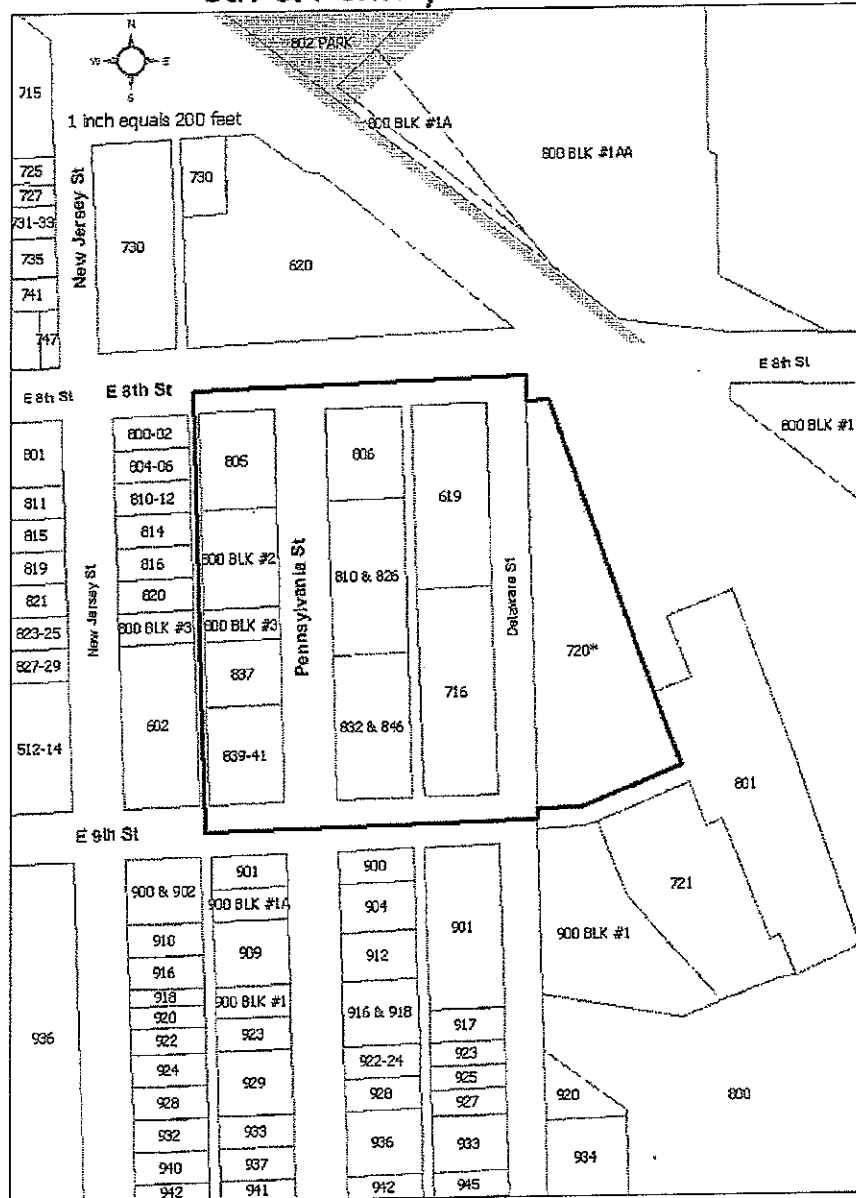 802 PARK
N
W E
S
1 inch equals 200 feet
715
725
727
731-33
735
741
747
New Jersey St
730
730
620
800 BLK #1A
800 BLK #1AA
E 8th St
E 8th St
E 8th St
800 BLK #1
801
811
815
819
821
823-25
827-29
512-14
New Jersey St
800-02
804-06
810-12
814
816
820
800 BLK #3
602
805
800 BLK #2
800 BLK #3
837
839-41
Pennsylvania St
806
810 & 826
832 & 846
619
716
Delaware St
720*
801
721
900 BLK #1
E 9th St
936
900 & 902
910
916
918
920
922
924
928
932
940
942
901
900 BLK #1A
909
900 BLK #1
923
929
933
937
941
900
904
912
916 & 918
922-24
928
936
942
901
917
923
925
927
933
945
920
934
800